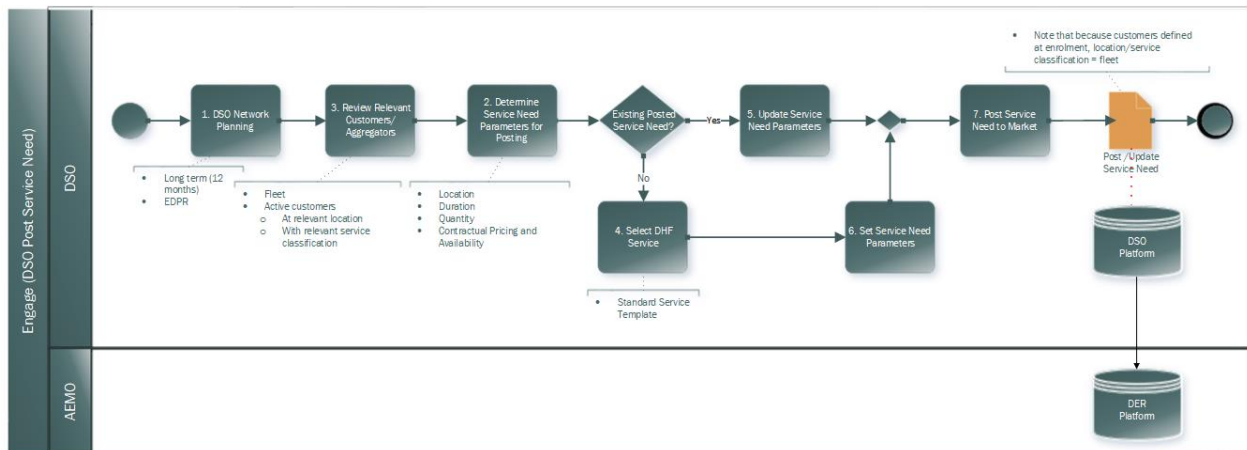 Engage (DSO Post Service Need)
DSO
AEMO
1. DSO Network
Planning
• Long term (12
months)
• EDPR
3. Review Relevant
Customers/
Aggregators
• Fleet
• Active customers
o At relevant location
o With relevant service
classification
2. Determine
Service Need
Parameters for
Posting
• Location
• Duration
• Quantity
• Contractual Pricing and
Availability
Existing Posted
Service Need?
Yes
No
4. Select DHF
Service
• Standard Service
Template
5. Update Service
Need Parameters
6. Set Service Need
Parameters
7. Post Service
Need to Market
• Note that because customers defined
at enrolment, location/service
classification = fleet
Post /Update
Service Need
DSO
Platform
DER
Platform